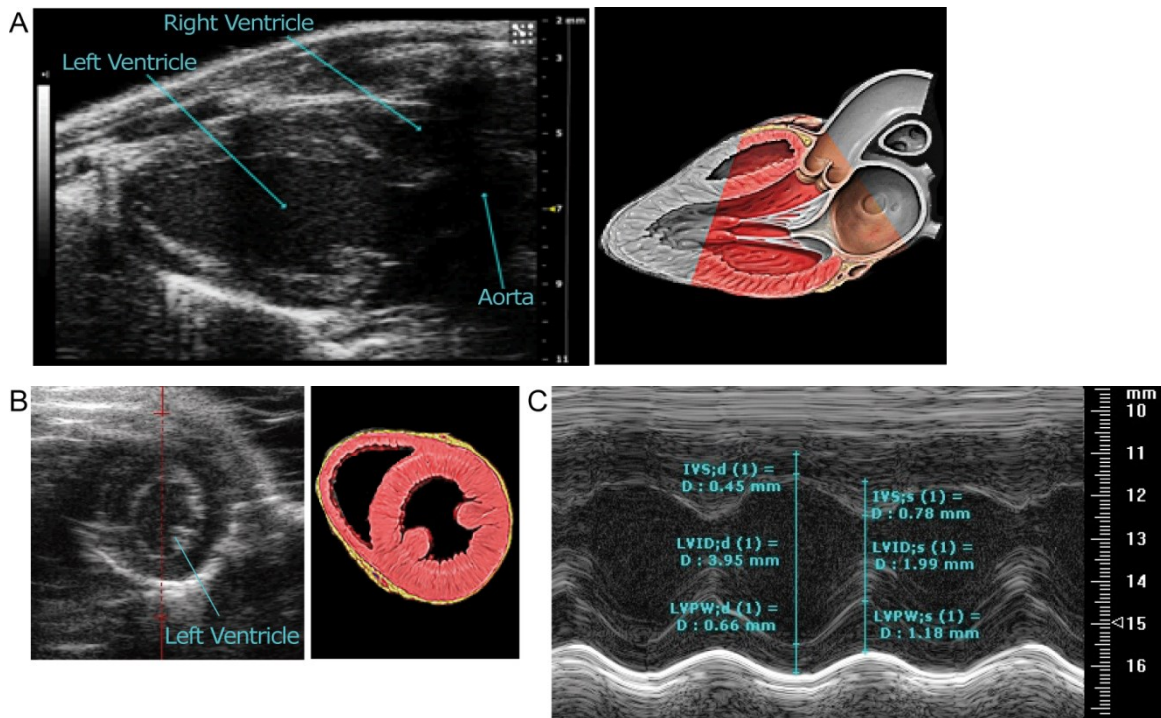 A
Right Ventricle
Left Ventricle
Aorta
2 mm
3
5
7
9
11
B
Left Ventricle
C
IVS;d (1) =
D : 0.45 mm
LVID;d (1) =
D : 3.95 mm
LVPW;d (1) =
D : 0.66 mm
IVS;s (1) =
D : 0.78 mm
LVID;s (1) =
D : 1.99 mm
LVPW;s (1) =
D : 1.18 mm
mm
10
11
12
13
14
15
16